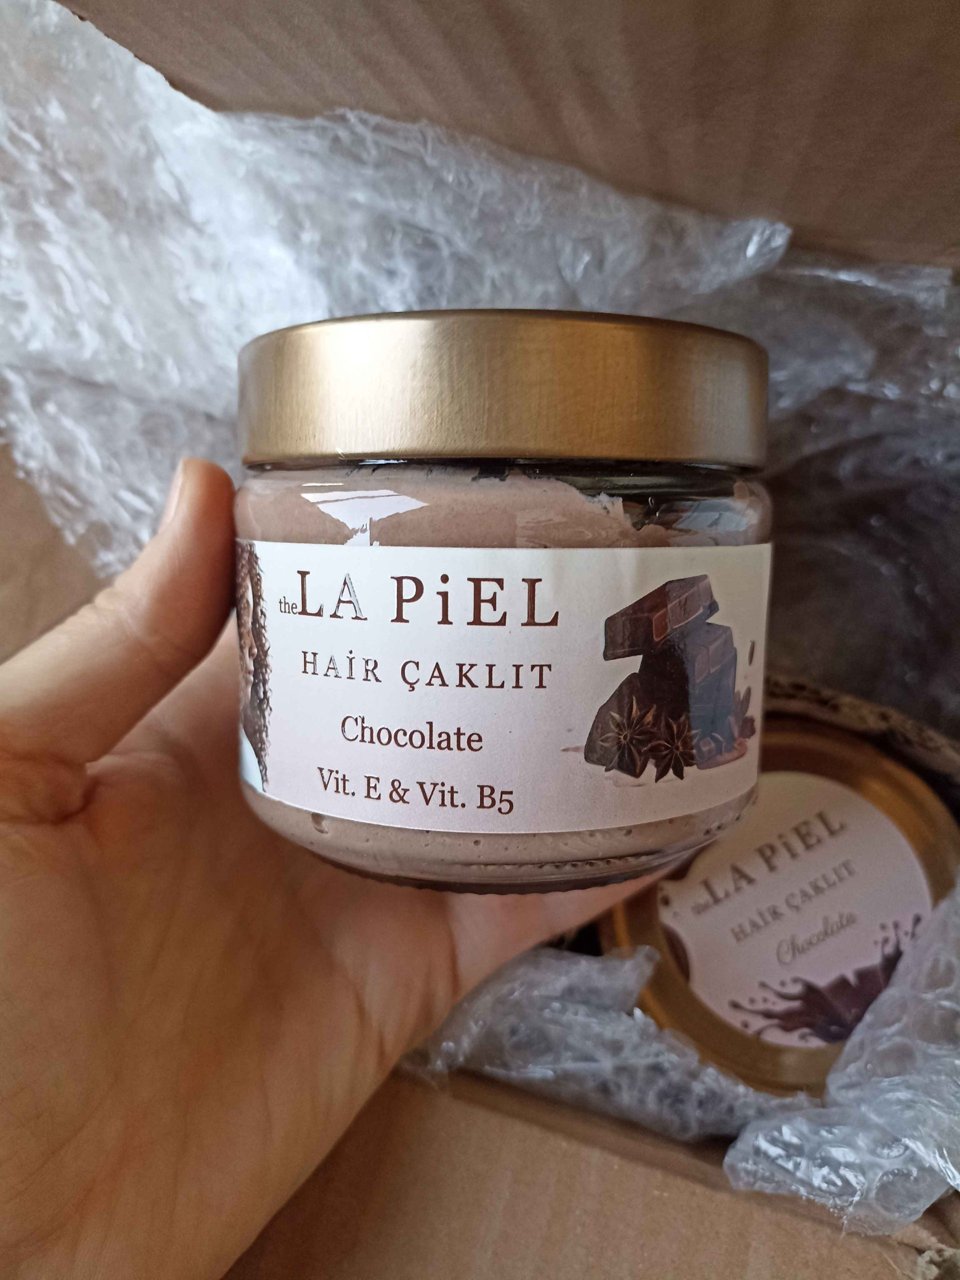 the LA PiEL
HAİR ÇAKLIT
Chocolate
Vit. E & Vit. B5
the LA PiEL
HAİR ÇAKLIT
Chocolate